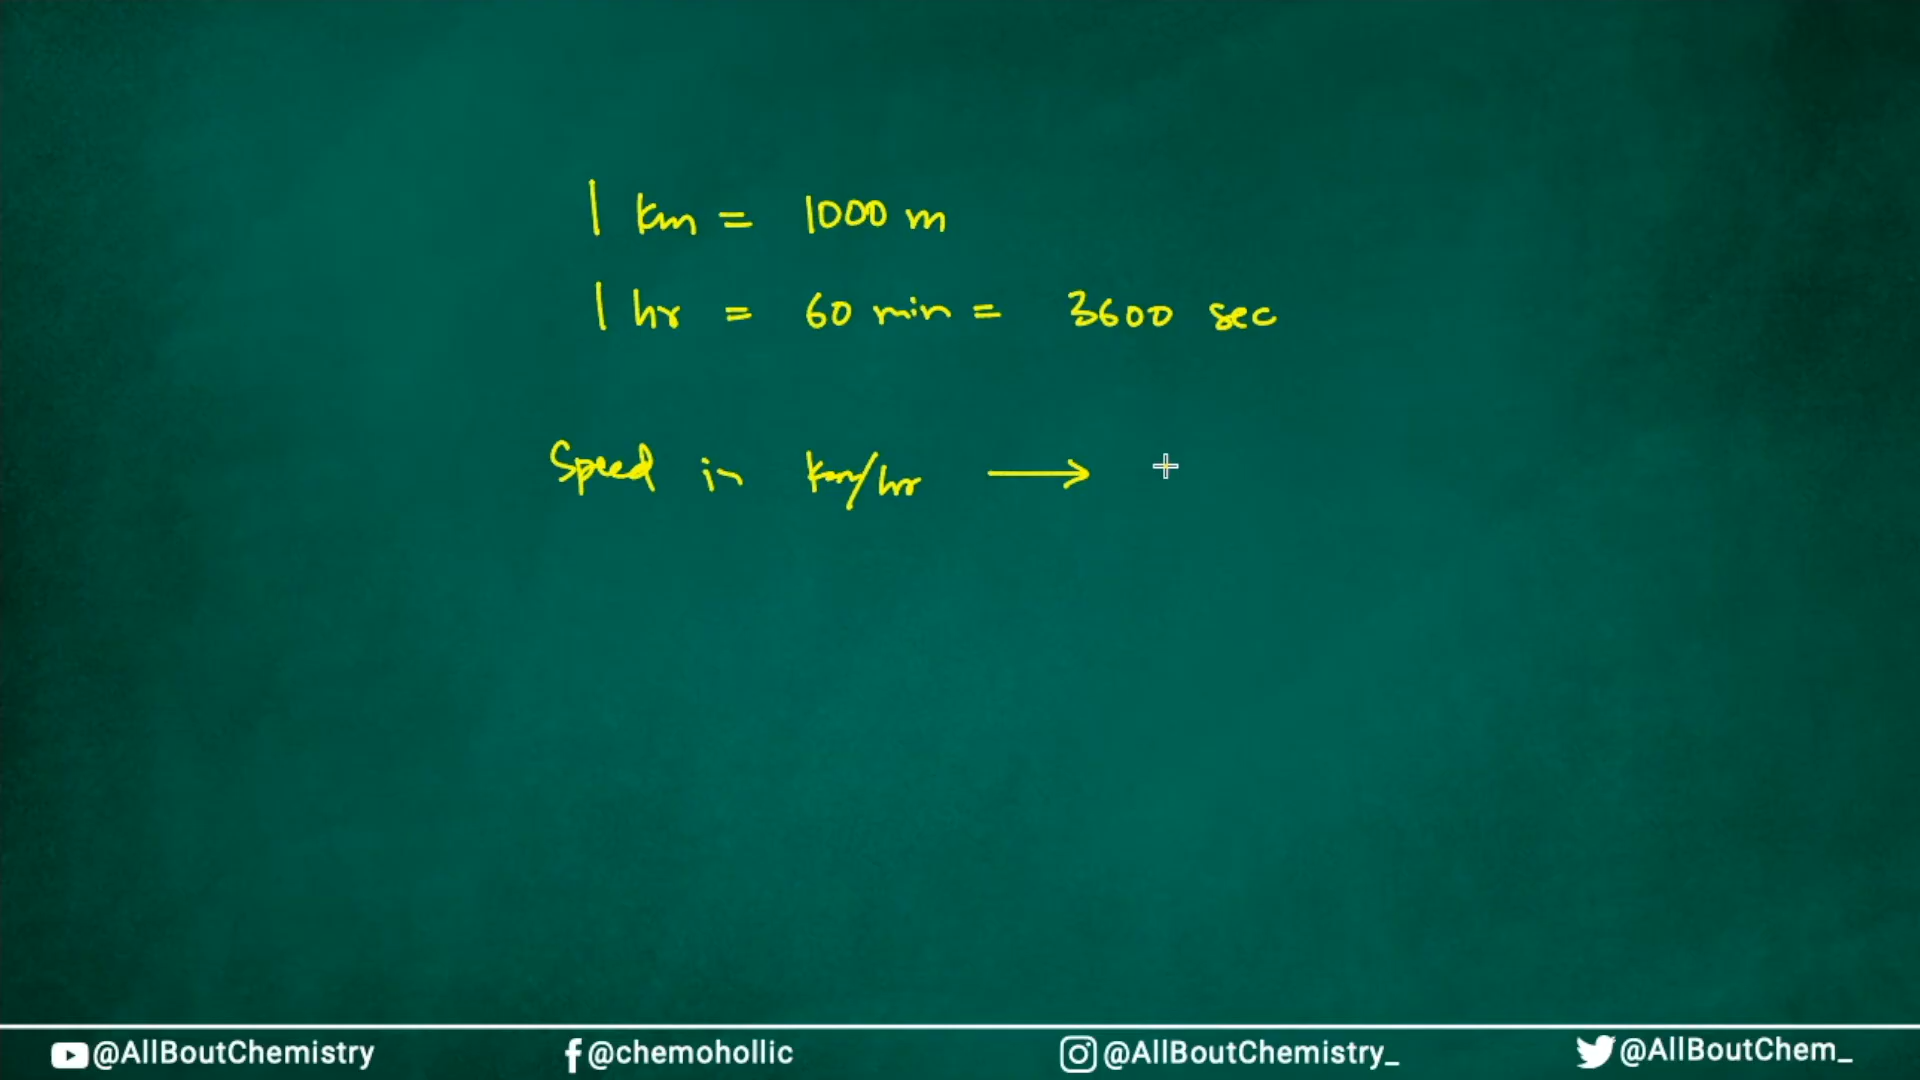 1 km = 1000 m
1 hr = 60 min = 3600 sec
Speed in km/hr →
@AllBoutChemistry @chemohollic @AllBoutChemistry_ @AllBoutChem_